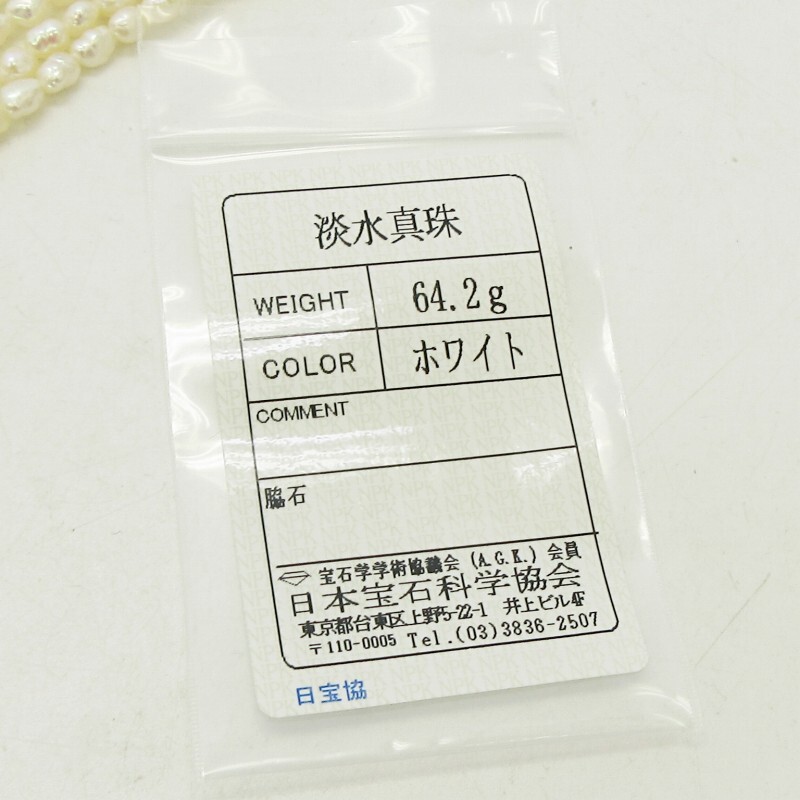 淡水真珠
WEIGHT 64.2g
COLOR ホワイト
COMMENT
脇石
宝石学学術協議会 (A.G.K.) 会員
日本宝石科学協会
東京都台東区上野5-22-1 井上ビル4F
〒110-0005 Tel.(03)3836-2507
日宝協